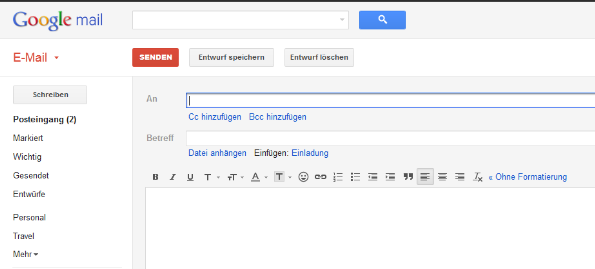 Google mail
E-Mail
SENDEN Entwurf speichern Entwurf löschen
Schreiben
An
Cc hinzufügen Bcc hinzufügen
Posteingang (2)
Markiert
Betreff
Wichtig
Datei anhängen Einfügen: Einladung
Gesendet
B I U T тT A T « Ohne Formatierung
Entwürfe
Personal
Travel
Mehr